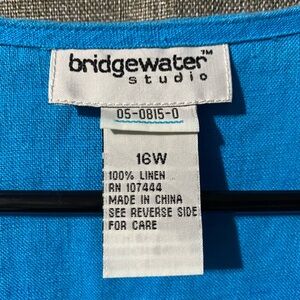 bridgewater™
studio
05-0815-0
16W
100% LINEN
RN 107444
MADE IN CHINA
SEE REVERSE SIDE
FOR CARE